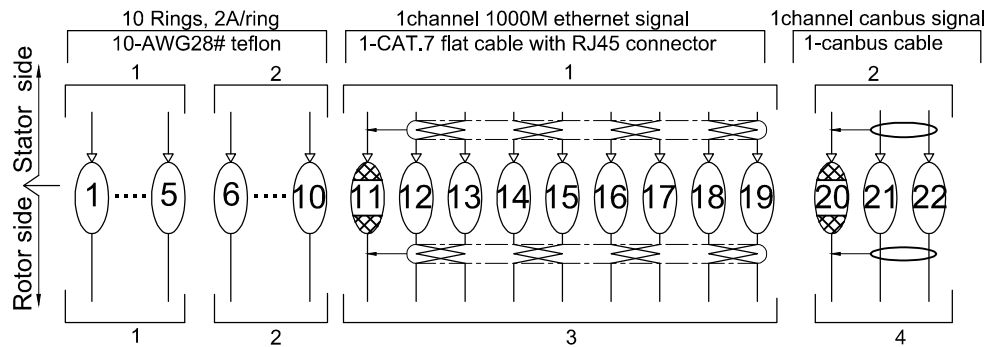 10 Rings, 2A/ring
10-AWG28# teflon
1channel 1000M ethernet signal
1-CAT.7 flat cable with RJ45 connector
1channel canbus signal
1-canbus cable
1 2 1 2
Stator side
Rotor side
1 5 6 10 11 12 13 14 15 16 17 18 19 20 21 22
1 2 3 4